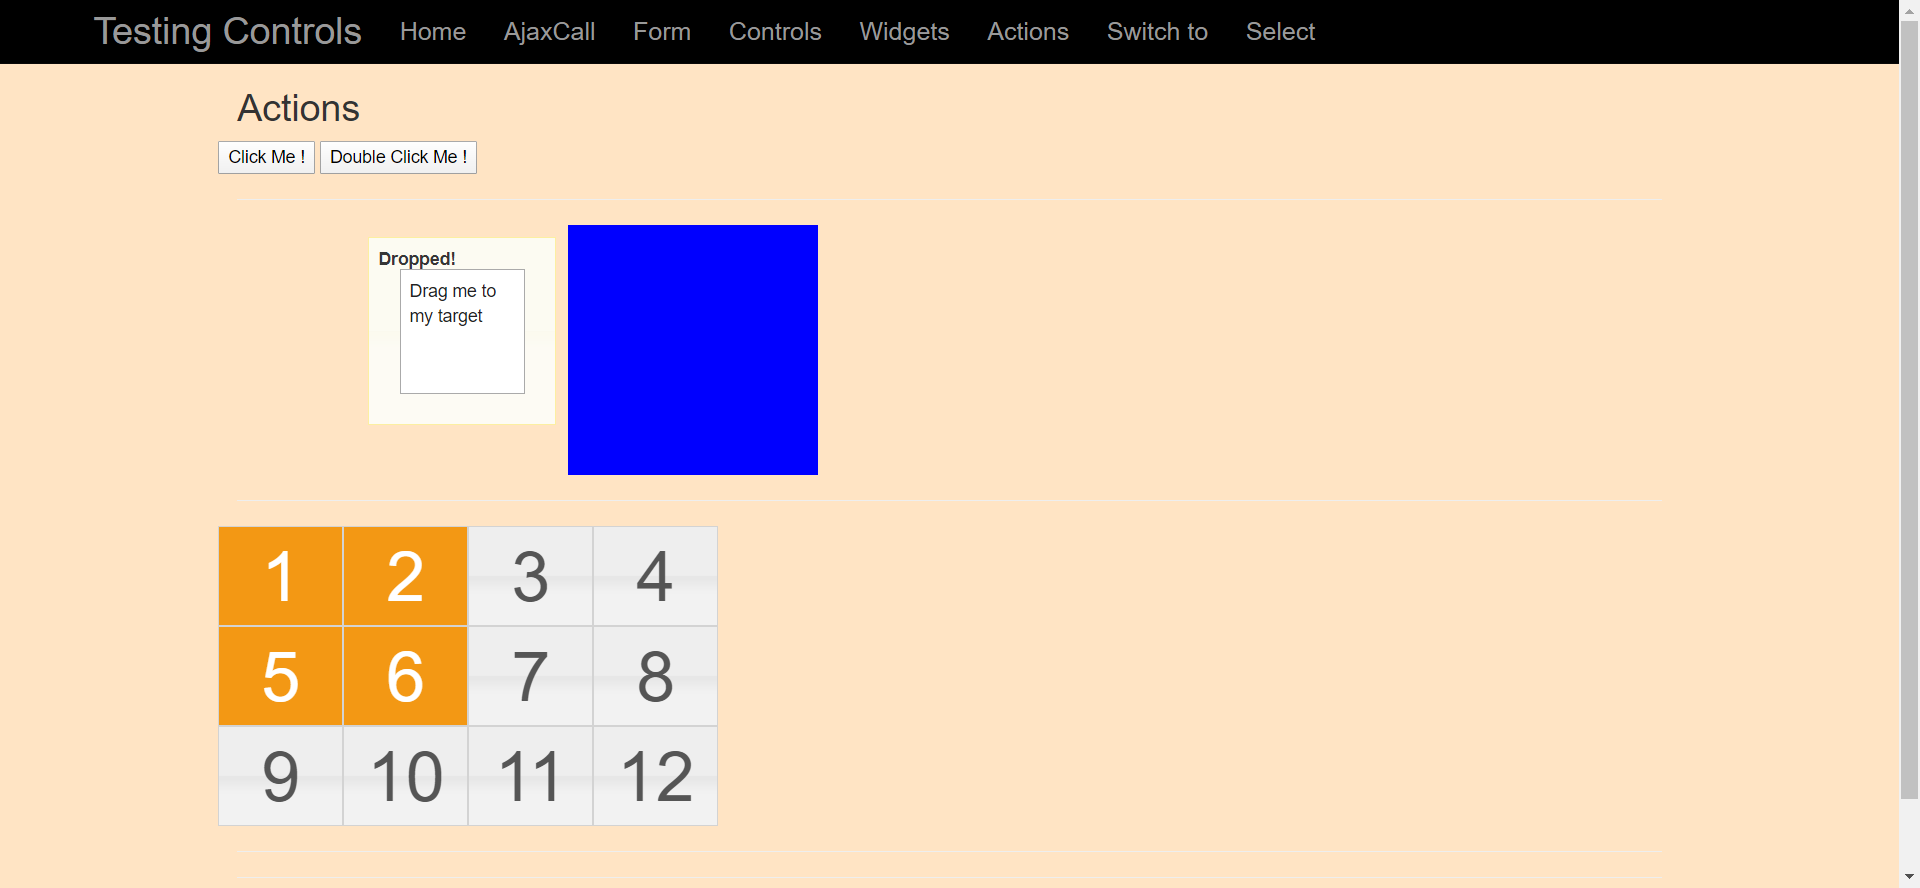 Testing Controls Home AjaxCall Form Controls Widgets Actions Switch to Select
Actions
Click Me ! Double Click Me !
Dropped!
Drag me to
my target
1 2 3 4
5 6 7 8
9 10 11 12